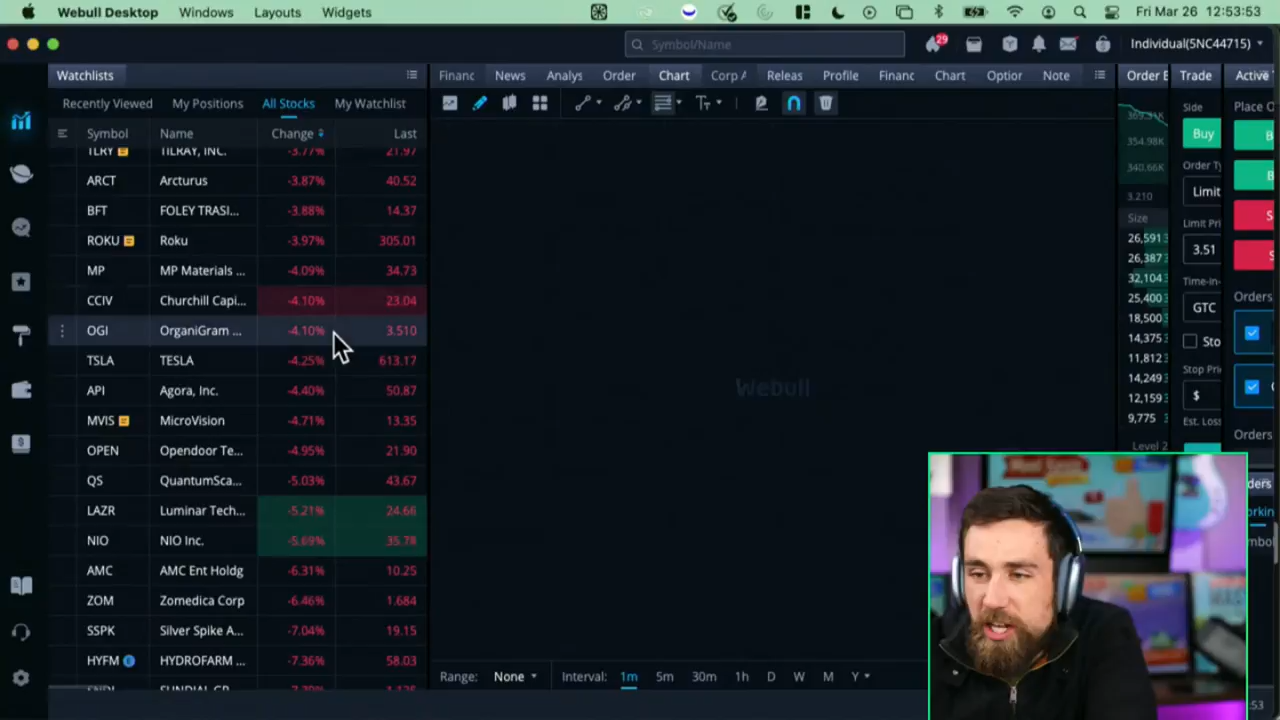 Webull Desktop Windows Layouts Widgets Fri Mar 26 12:53:53
Symbol/Name 29 Individual(5NC44715)
Watchlists Financ News Analys Order Chart Corp A Releas Profile Financ Chart Option Note Order E Trade Active
Recently Viewed My Positions All Stocks My Watchlist
Symbol Name Change Last
TLRY TILRAY, INC. -3.77% 21.97
ARCT Arcturus -3.87% 40.52
BFT FOLEY TRASI... -3.88% 14.37
ROKU Roku -3.97% 305.01
MP MP Materials ... -4.09% 34.73
CCIV Churchill Capi... -4.10% 23.04
OGI OrganiGram ... -4.10% 3.510
TSLA TESLA -4.25% 613.17
API Agora, Inc. -4.40% 50.87
MVIS MicroVision -4.71% 13.35
OPEN Opendoor Te... -4.95% 21.90
QS QuantumSca... -5.03% 43.67
LAZR Luminar Tech... -5.21% 24.66
NIO NIO Inc. -5.69% 35.78
AMC AMC Ent Holdg -6.31% 10.25
ZOM Zomedica Corp -6.46% 1.684
SSPK Silver Spike A... -7.04% 19.15
HYFM HYDROFARM ... -7.36% 58.03
Webull
Range: None Interval: 1m 5m 30m 1h D W M Y
354.98K
340.66K
3.210
Size
26,591
26,387
32,104
25,400
18,500
14,375
11,812
14,249
12,159
9,775
Level 2
Side
Buy
Order Ty
Limit
Limit Pri
3.51
Time-in-
GTC
Sto
Stop Pri
$
Est. Loss
Place O
B
B
S
S
Orders
Orders